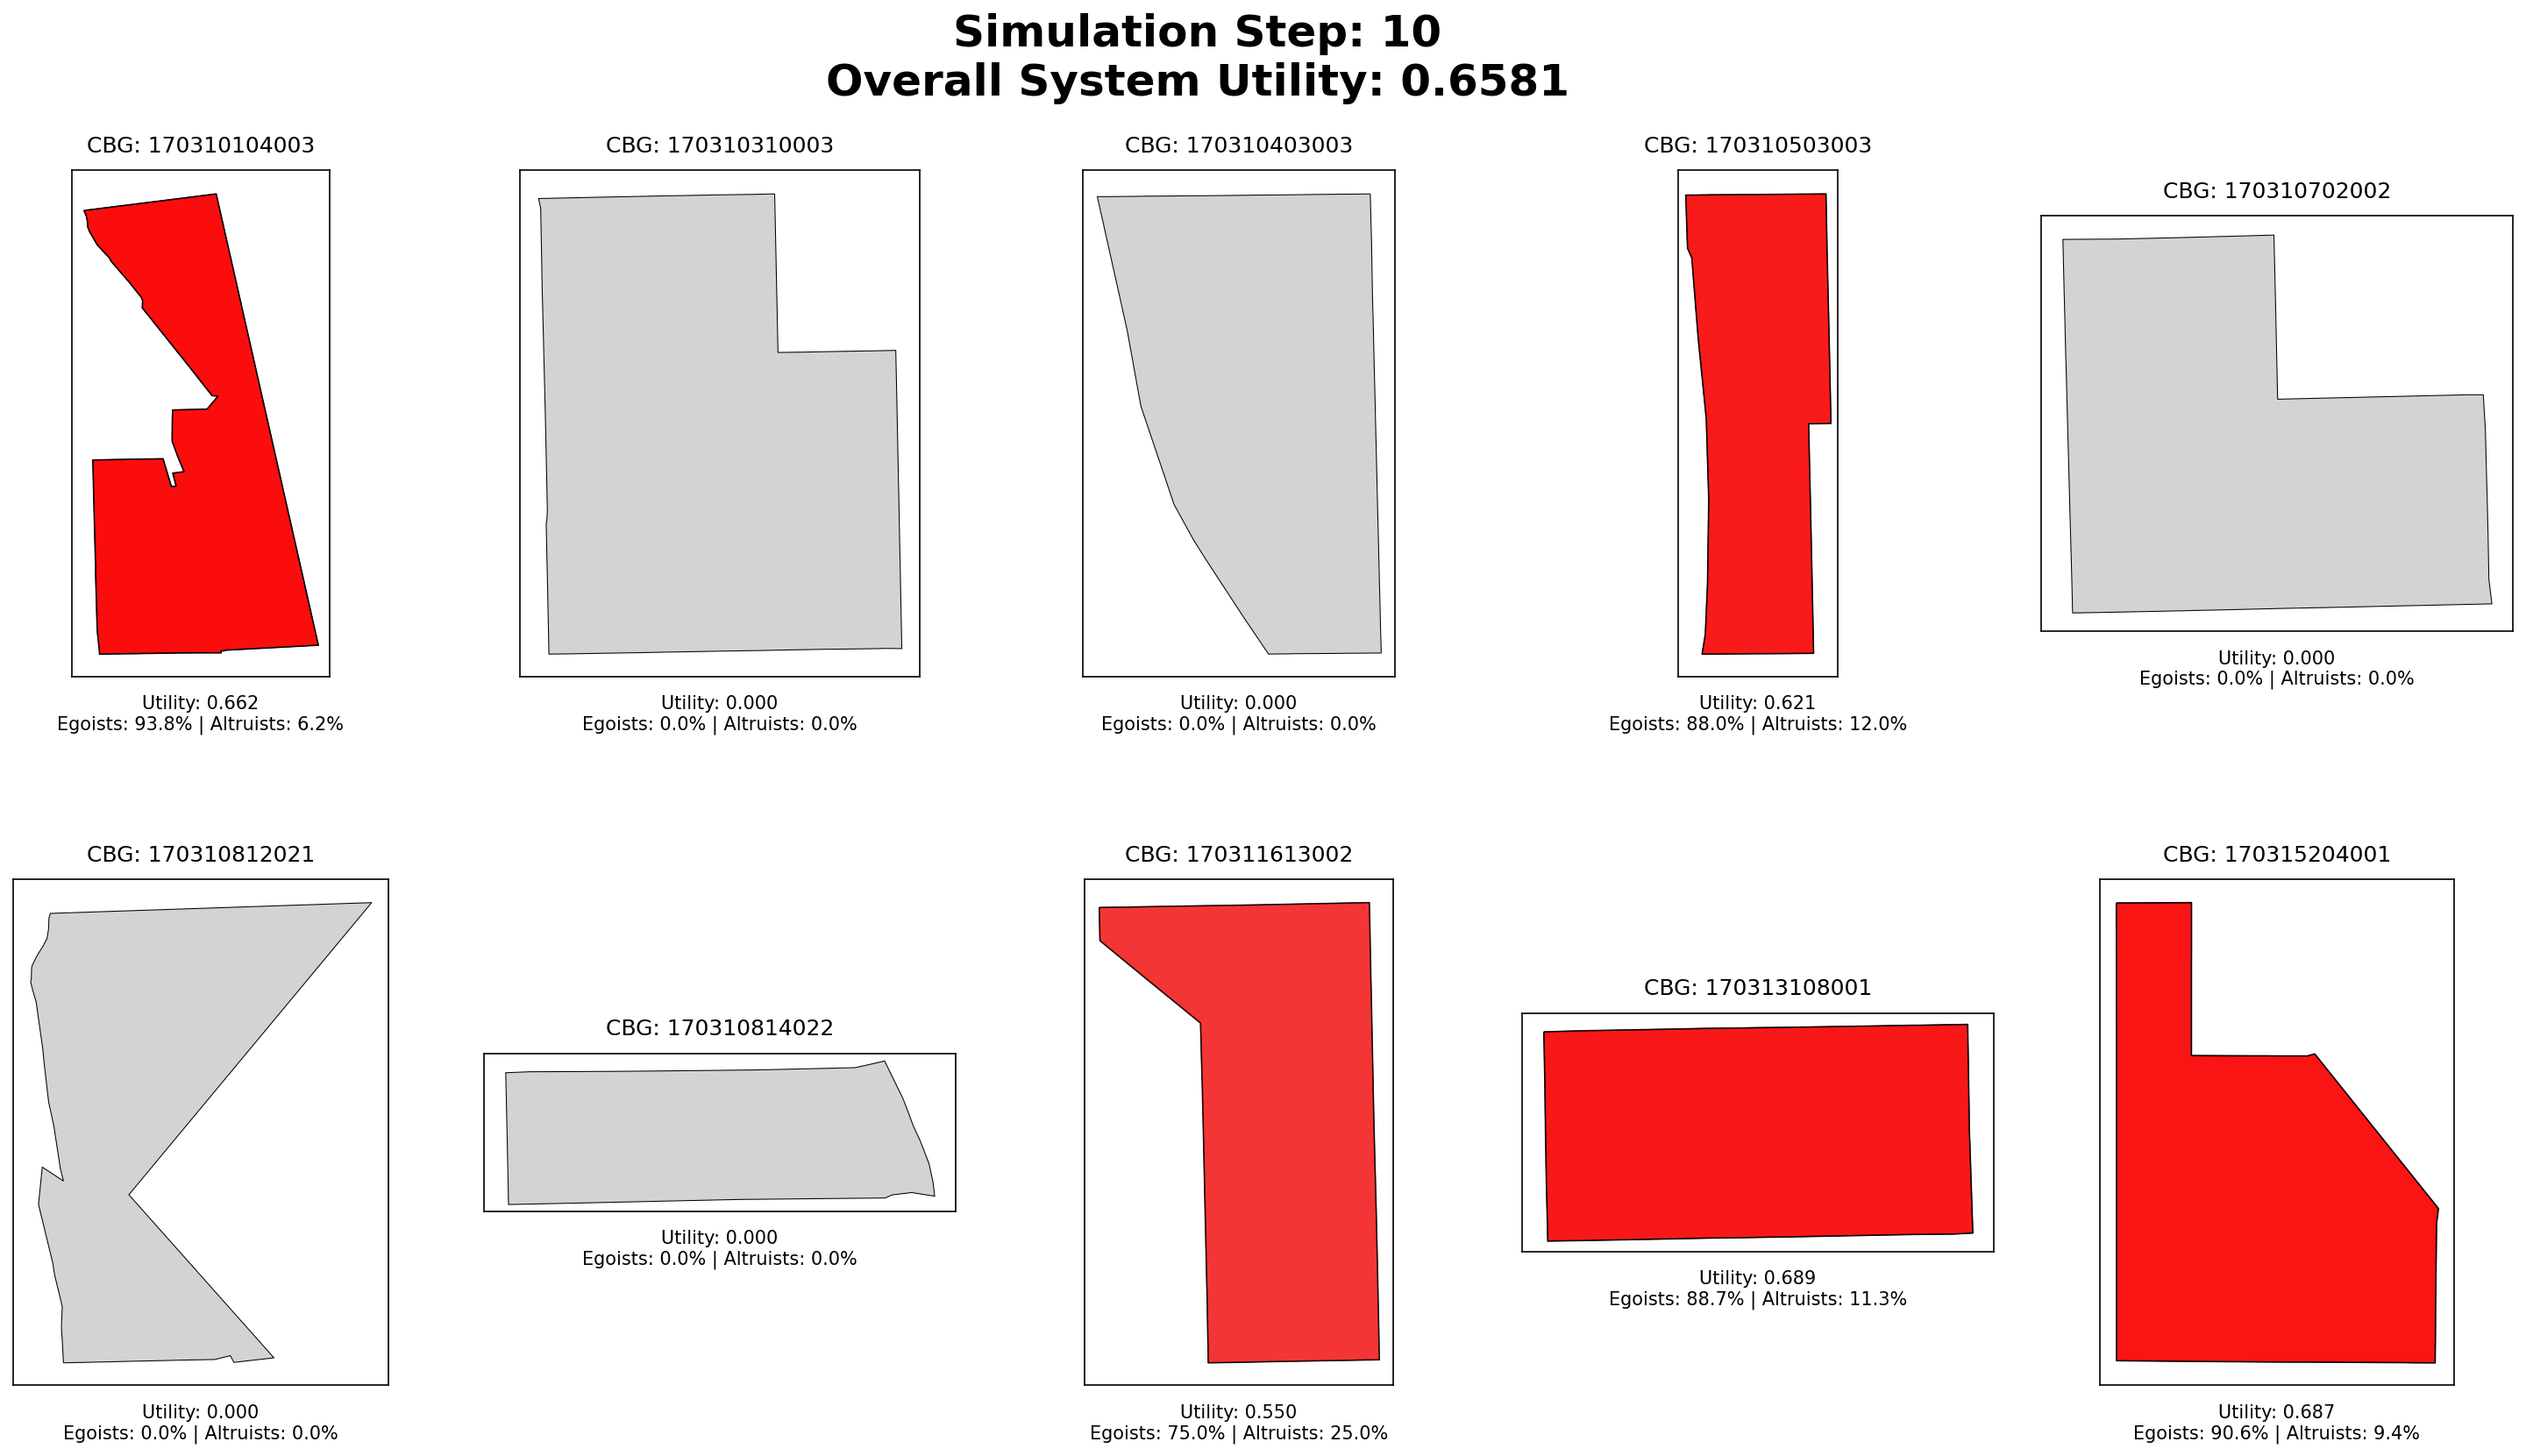 Simulation Step: 10
Overall System Utility: 0.6581
CBG: 170310104003
Utility: 0.662
Egoists: 93.8% | Altruists: 6.2%
CBG: 170310310003
Utility: 0.000
Egoists: 0.0% | Altruists: 0.0%
CBG: 170310403003
Utility: 0.000
Egoists: 0.0% | Altruists: 0.0%
CBG: 170310503003
Utility: 0.621
Egoists: 88.0% | Altruists: 12.0%
CBG: 170310702002
Utility: 0.000
Egoists: 0.0% | Altruists: 0.0%
CBG: 170310812021
Utility: 0.000
Egoists: 0.0% | Altruists: 0.0%
CBG: 170310814022
Utility: 0.000
Egoists: 0.0% | Altruists: 0.0%
CBG: 170311613002
Utility: 0.550
Egoists: 75.0% | Altruists: 25.0%
CBG: 170313108001
Utility: 0.689
Egoists: 88.7% | Altruists: 11.3%
CBG: 170315204001
Utility: 0.687
Egoists: 90.6% | Altruists: 9.4%